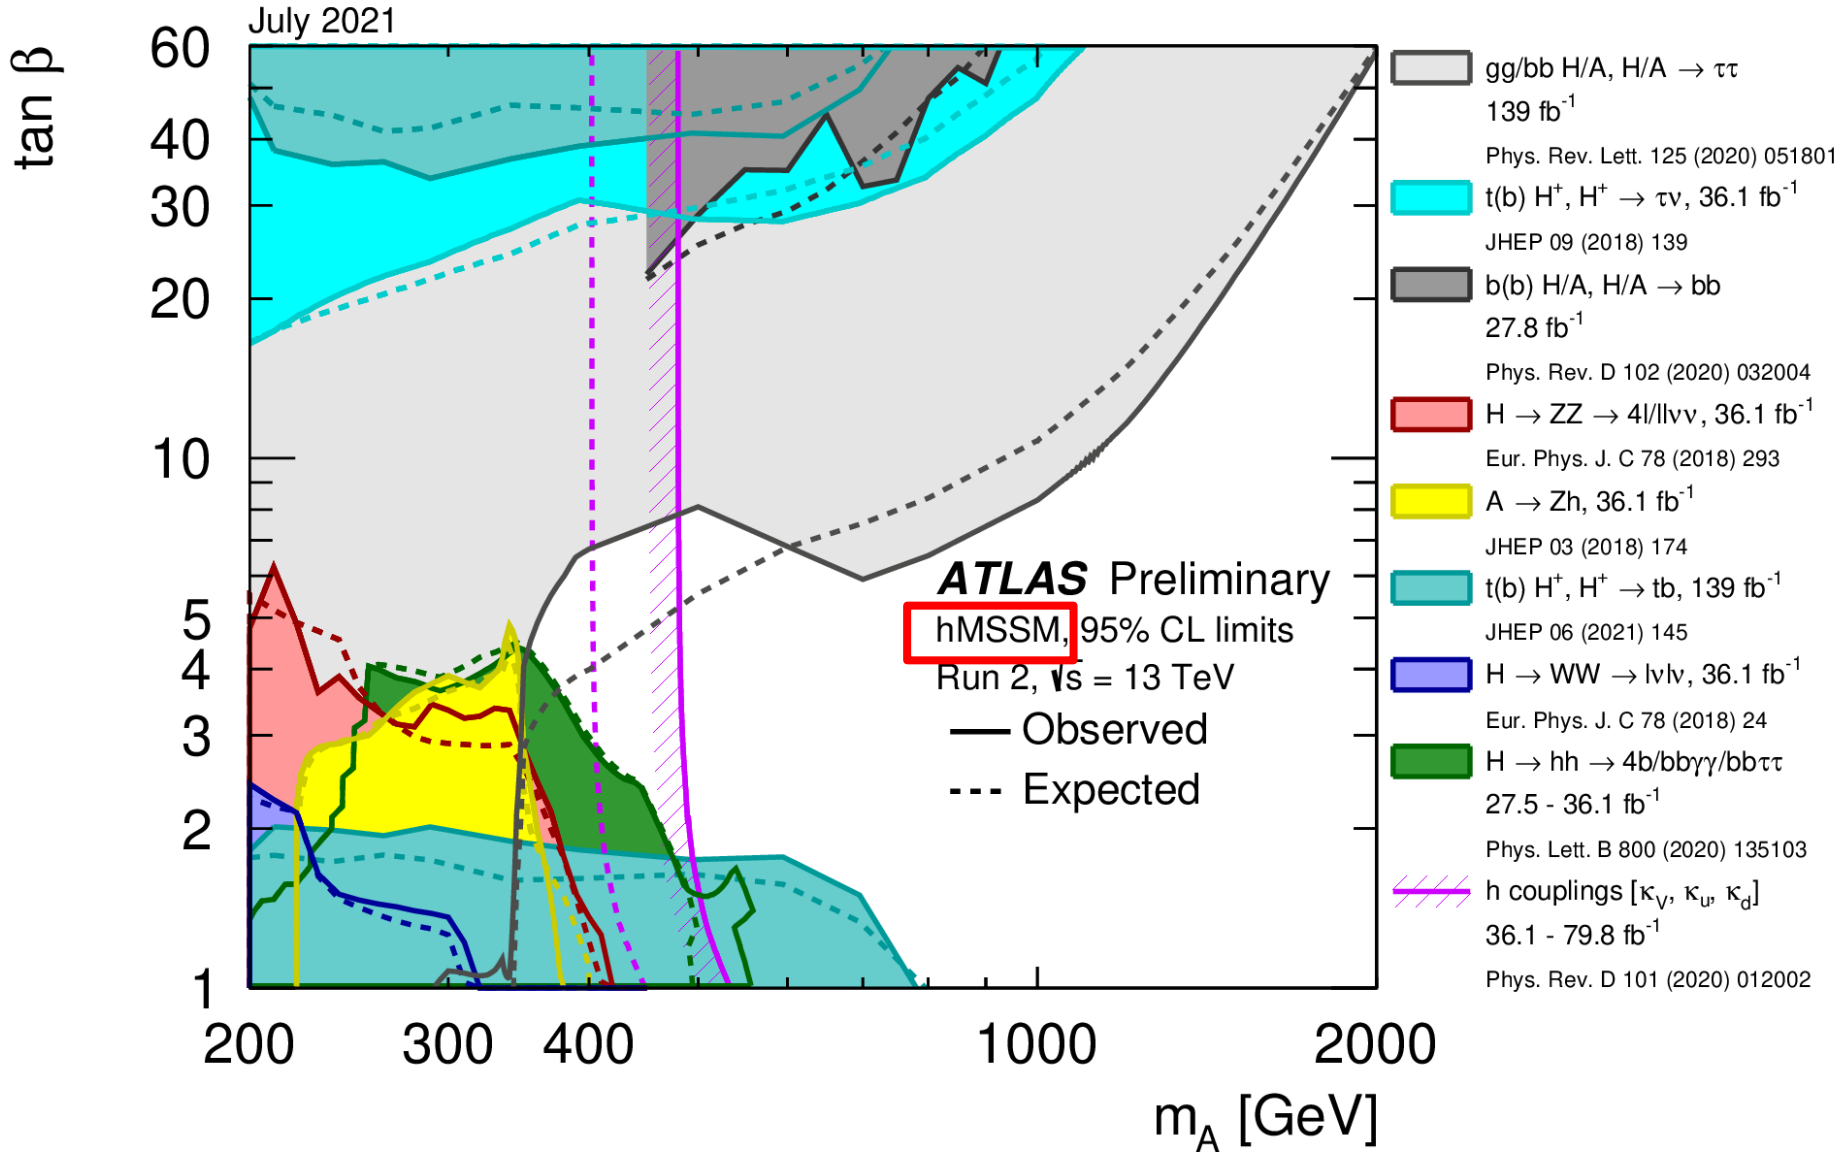 July 2021
tan β
60
40
30
20
10
5
4
3
2
1
200 300 400 1000 2000
m_A [GeV]
ATLAS Preliminary
hMSSM, 95% CL limits
Run 2, √s = 13 TeV
Observed
Expected
gg/bb H/A, H/A → ττ
139 fb⁻¹
Phys. Rev. Lett. 125 (2020) 051801
t(b) H⁺, H⁺ → τν, 36.1 fb⁻¹
JHEP 09 (2018) 139
b(b) H/A, H/A → bb
27.8 fb⁻¹
Phys. Rev. D 102 (2020) 032004
H → ZZ → 4l/llνν, 36.1 fb⁻¹
Eur. Phys. J. C 78 (2018) 293
A → Zh, 36.1 fb⁻¹
JHEP 03 (2018) 174
t(b) H⁺, H⁺ → tb, 139 fb⁻¹
JHEP 06 (2021) 145
H → WW → lνlν, 36.1 fb⁻¹
Eur. Phys. J. C 78 (2018) 24
H → hh → 4b/bbγγ/bbττ
27.5 - 36.1 fb⁻¹
Phys. Lett. B 800 (2020) 135103
h couplings [κ_V, κ_u, κ_d]
36.1 - 79.8 fb⁻¹
Phys. Rev. D 101 (2020) 012002